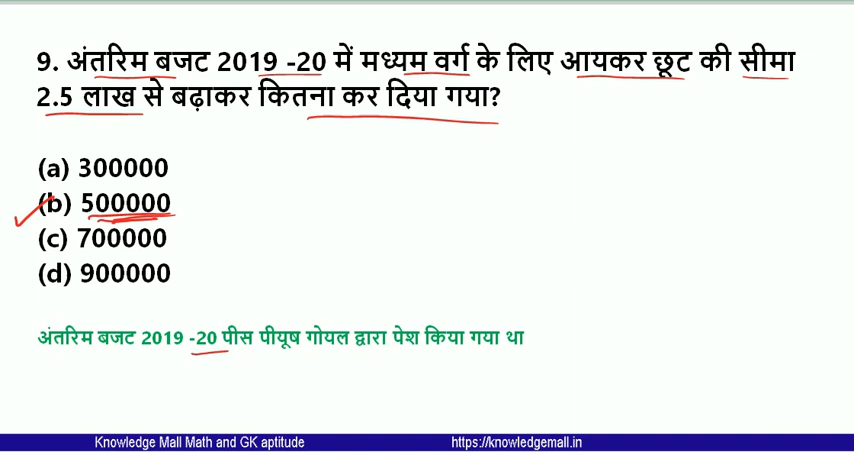 9. अंतरिम बजट 2019 -20 में मध्यम वर्ग के लिए आयकर छूट की सीमा
2.5 लाख से बढ़ाकर कितना कर दिया गया?
(a) 300000
(b) 500000
(c) 700000
(d) 900000
अंतरिम बजट 2019 -20 पीस पीयूष गोयल द्वारा पेश किया गया था
Knowledge Mall Math and GK aptitude https://knowledgemall.in